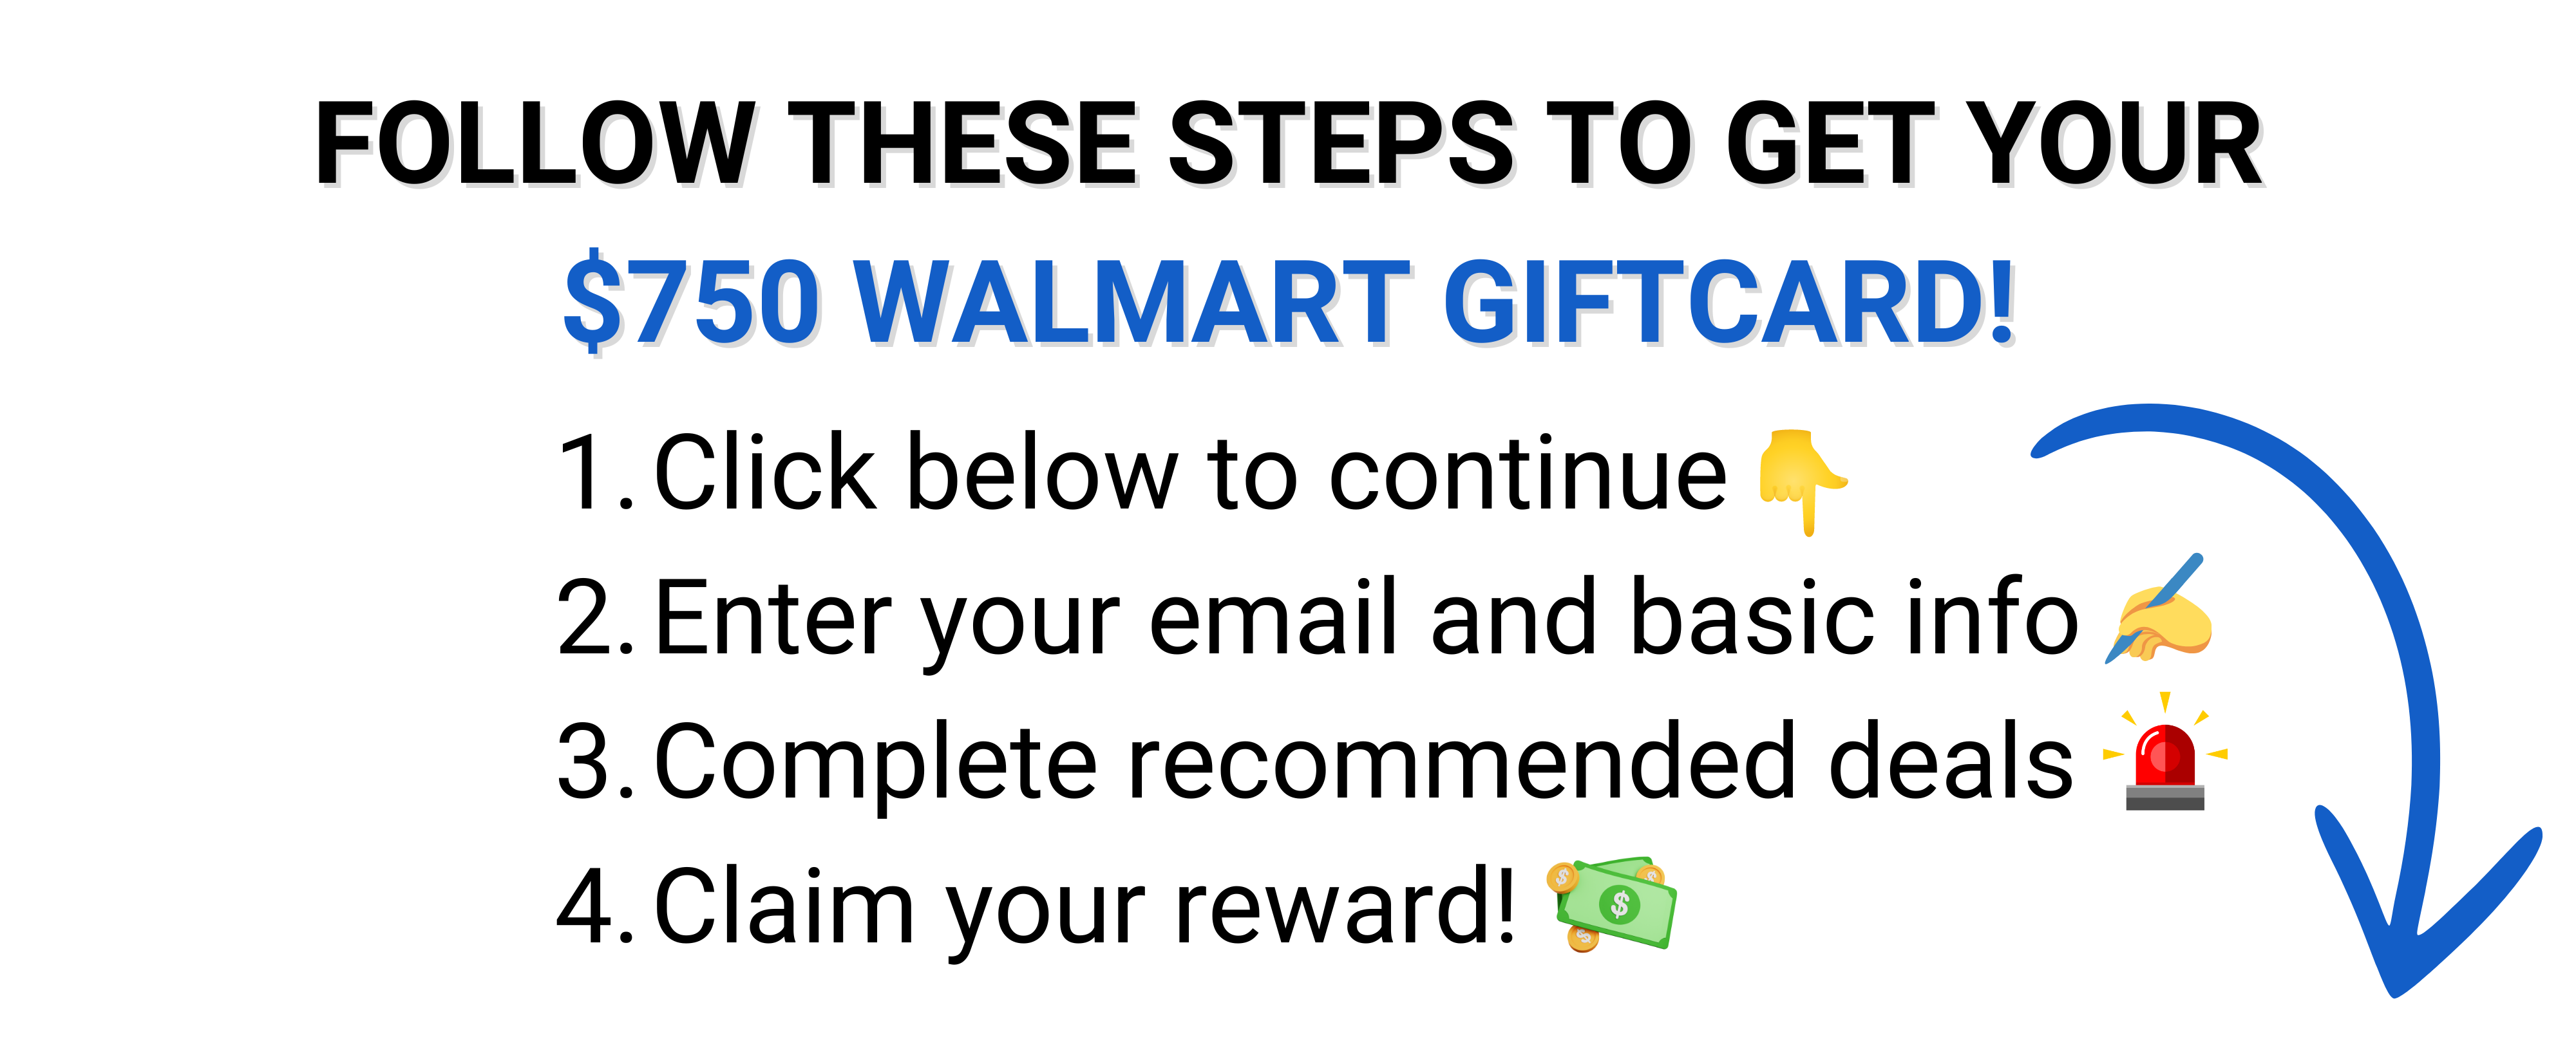 FOLLOW THESE STEPS TO GET YOUR
$750 WALMART GIFTCARD!
1. Click below to continue 👇
2. Enter your email and basic info ✍️
3. Complete recommended deals 🚨
4. Claim your reward! 💸